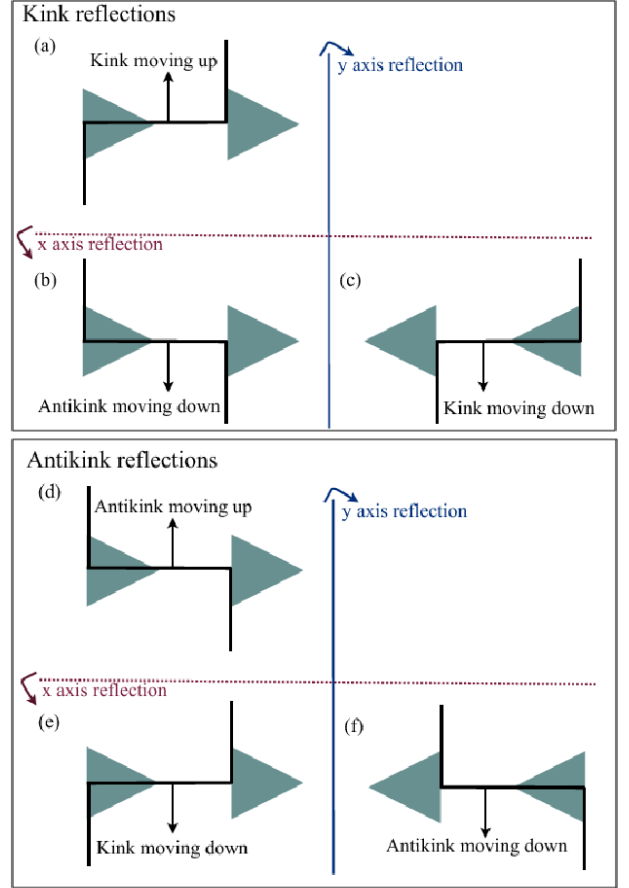 Kink reflections
(a)
Kink moving up
y axis reflection
x axis reflection
(b)
(c)
Antikink moving down
Kink moving down
Antikink reflections
(d)
Antikink moving up
y axis reflection
x axis reflection
(e)
(f)
Kink moving down
Antikink moving down